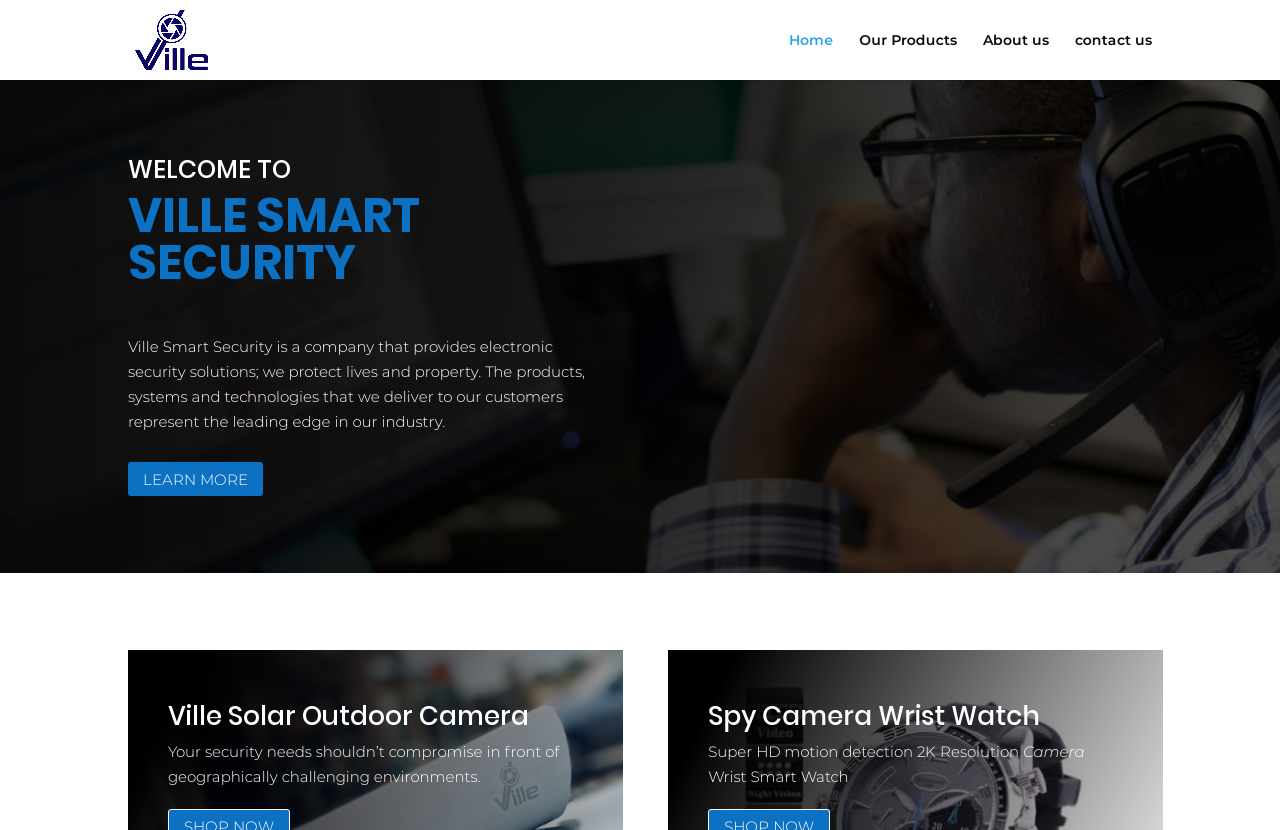 Ville
Home
Our Products
About us
contact us
WELCOME TO
VILLE SMART
SECURITY
Ville Smart Security is a company that provides electronic
security solutions; we protect lives and property. The products,
systems and technologies that we deliver to our customers
represent the leading edge in our industry.
LEARN MORE
Ville Solar Outdoor Camera
Your security needs shouldn’t compromise in front of
geographically challenging environments.
Ville
SHOP NOW
Spy Camera Wrist Watch
Super HD motion detection 2K Resolution Camera
Wrist Smart Watch
Video
Night Vision
SHOP NOW